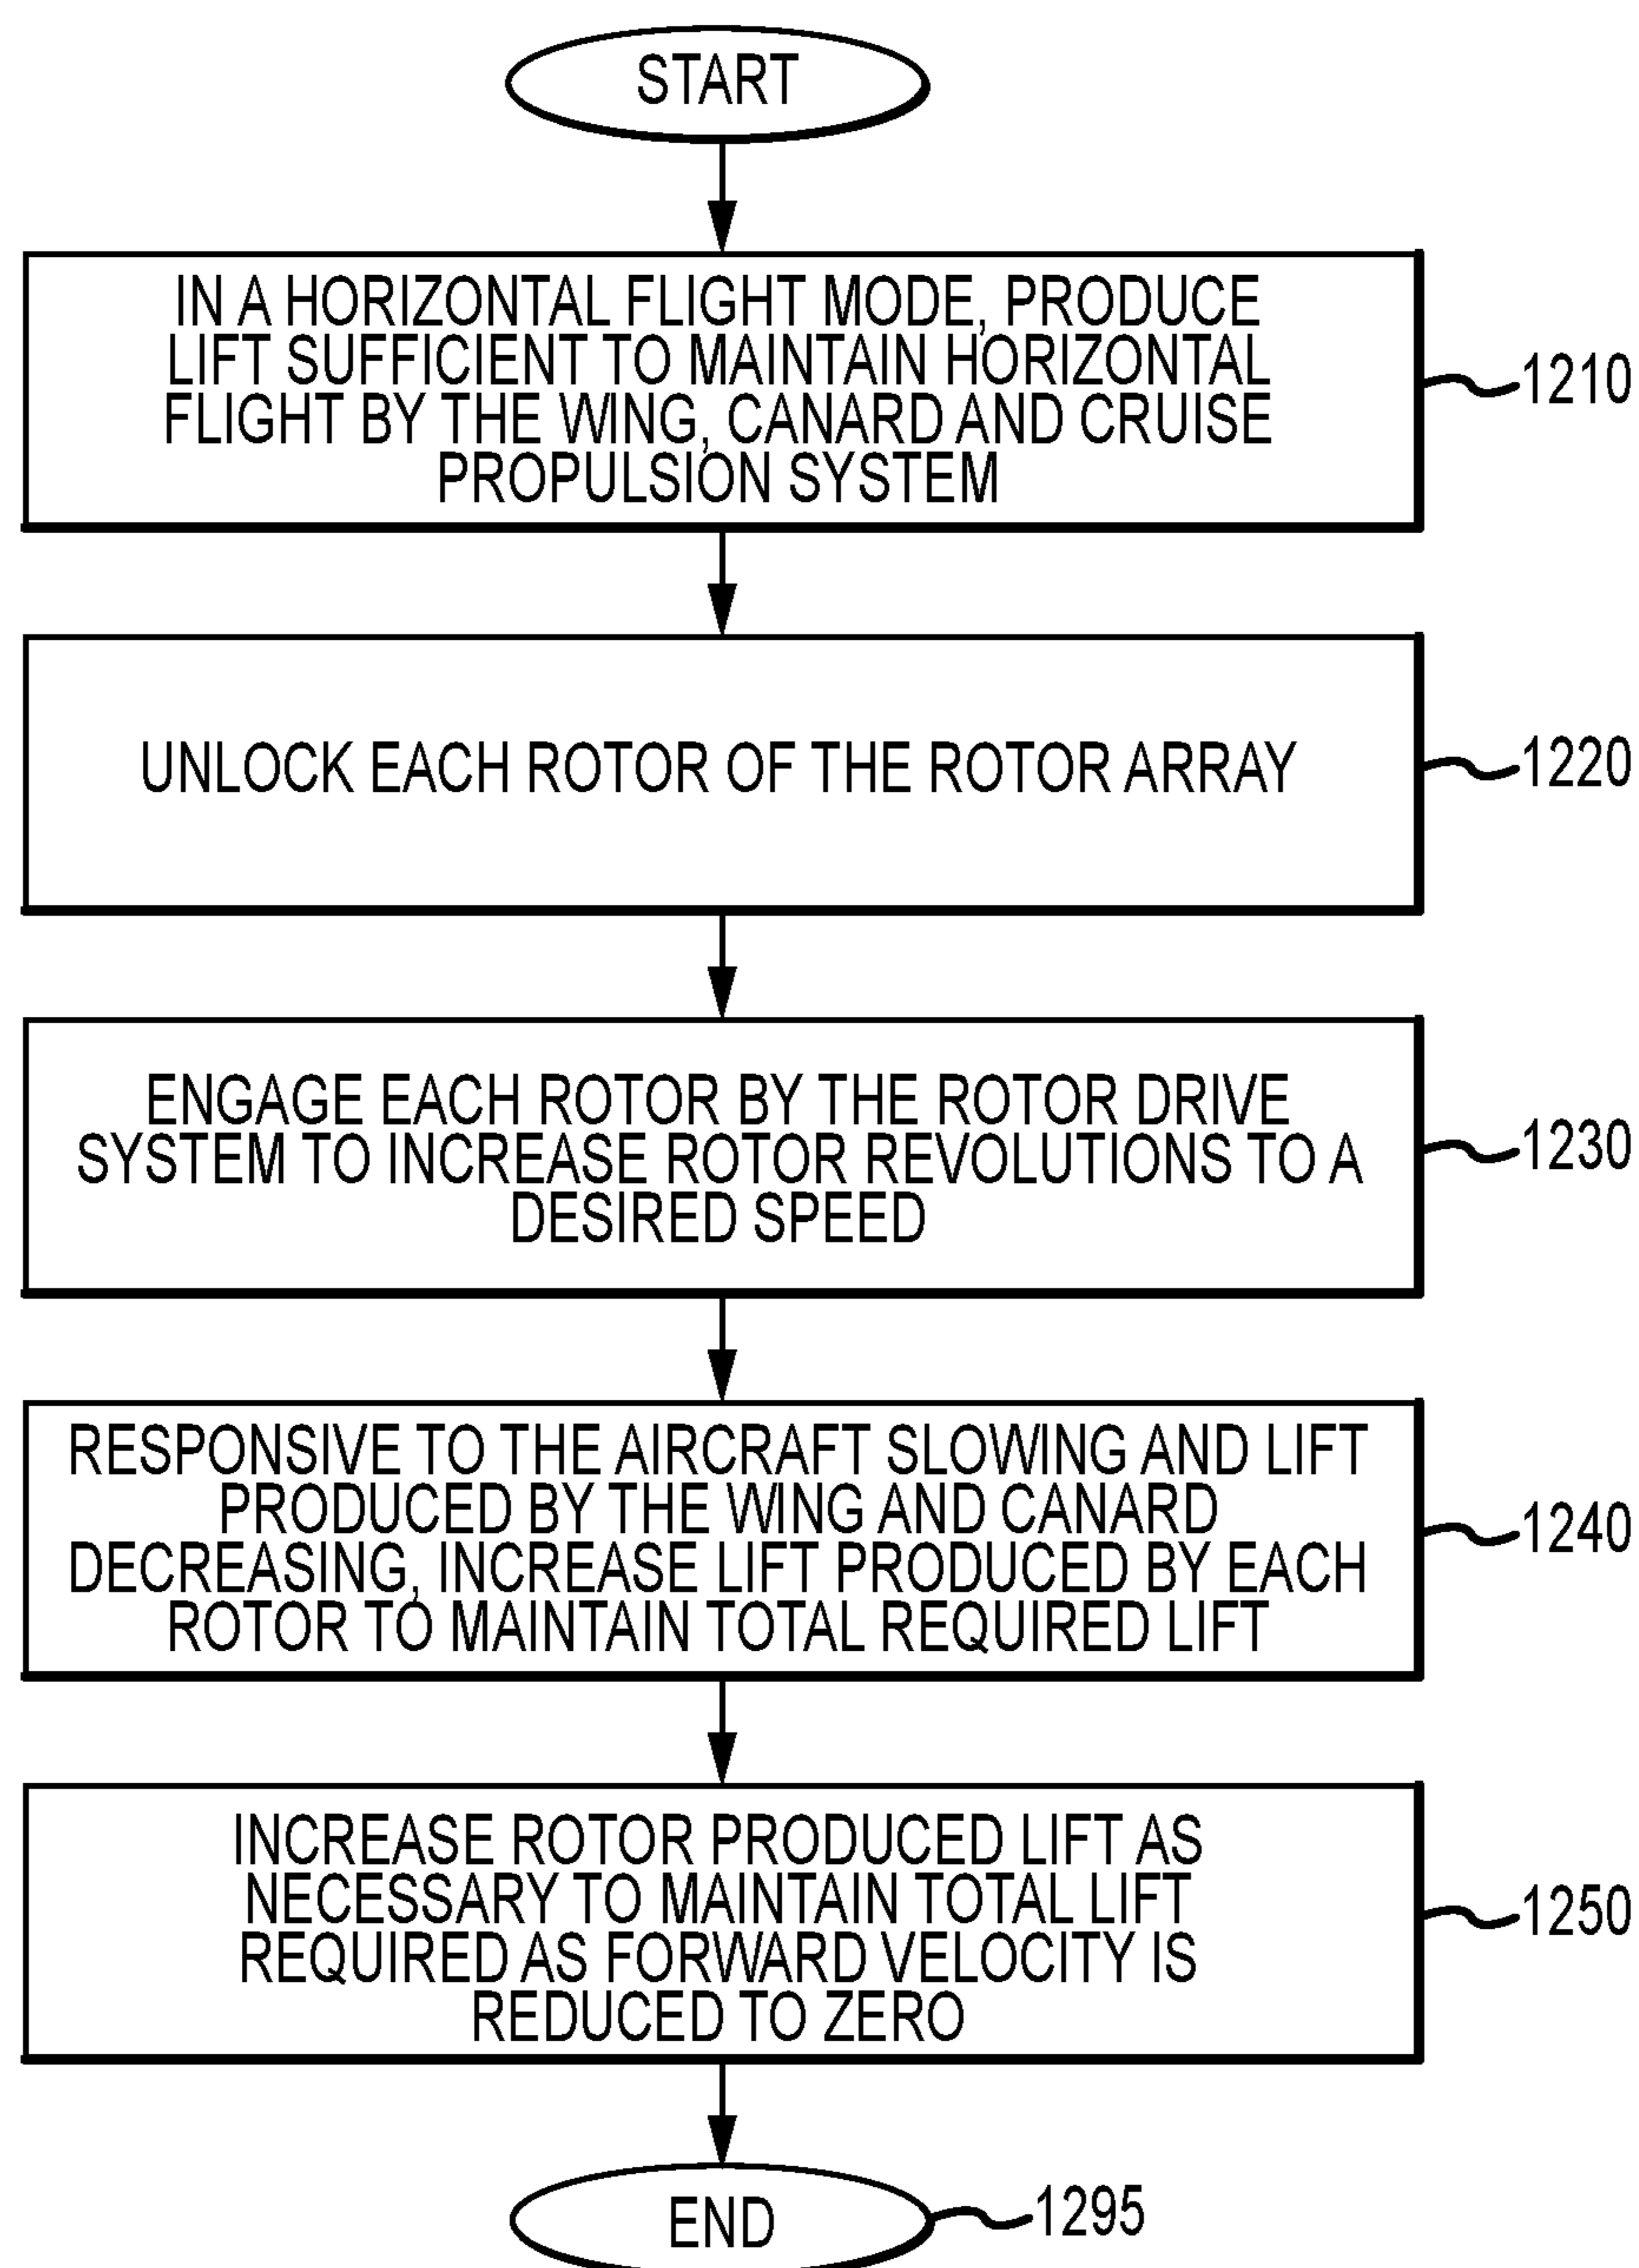 START
IN A HORIZONTAL FLIGHT MODE, PRODUCE
LIFT SUFFICIENT TO MAINTAIN HORIZONTAL
FLIGHT BY THE WING, CANARD AND CRUISE
PROPULSION SYSTEM
1210
UNLOCK EACH ROTOR OF THE ROTOR ARRAY
1220
ENGAGE EACH ROTOR BY THE ROTOR DRIVE
SYSTEM TO INCREASE ROTOR REVOLUTIONS TO A
DESIRED SPEED
1230
RESPONSIVE TO THE AIRCRAFT SLOWING AND LIFT
PRODUCED BY THE WING AND CANARD
DECREASING, INCREASE LIFT PRODUCED BY EACH
ROTOR TO MAINTAIN TOTAL REQUIRED LIFT
1240
INCREASE ROTOR PRODUCED LIFT AS
NECESSARY TO MAINTAIN TOTAL LIFT
REQUIRED AS FORWARD VELOCITY IS
REDUCED TO ZERO
1250
END
1295